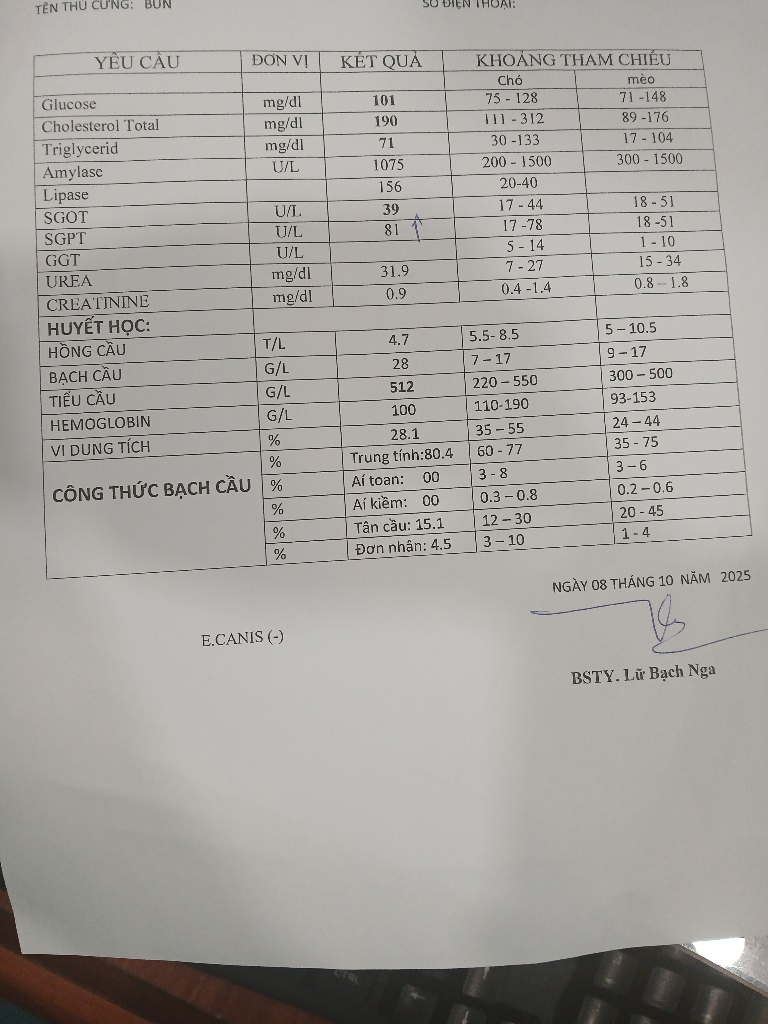 TÊN THÚ CƯNG: BUN
SỐ ĐIỆN THOẠI:
YÊU CẦU ĐƠN VỊ KẾT QUẢ KHOẢNG THAM CHIẾU
Chó mèo
Glucose mg/dl 101 75 - 128 71 -148
Cholesterol Total mg/dl 190 111 - 312 89 -176
Triglycerid mg/dl 71 30 -133 17 - 104
Amylase U/L 1075 200 - 1500 300 - 1500
Lipase 156 20-40
SGOT U/L 39 17 - 44 18 - 51
SGPT U/L 81 ↑ 17 -78 18 -51
GGT U/L 5 - 14 1 - 10
UREA mg/dl 31.9 7 - 27 15 - 34
CREATININE mg/dl 0.9 0.4 -1.4 0.8 – 1.8
HUYẾT HỌC:
HỒNG CẦU T/L 4.7 5.5- 8.5 5 – 10.5
BẠCH CẦU G/L 28 7 – 17 9 – 17
TIỂU CẦU G/L 512 220 – 550 300 – 500
HEMOGLOBIN G/L 100 110-190 93-153
VI DUNG TÍCH % 28.1 35 – 55 24 – 44
CÔNG THỨC BẠCH CẦU % Trung tính:80.4 60 - 77 35 - 75
% Aí toan: 00 3 - 8 3 – 6
% Aí kiềm: 00 0.3 – 0.8 0.2 – 0.6
% Tân cầu: 15.1 12 – 30 20 - 45
% Đơn nhân: 4.5 3 – 10 1 - 4
NGÀY 08 THÁNG 10 NĂM 2025
E.CANIS (-)
BSTY. Lữ Bạch Nga
CTRL